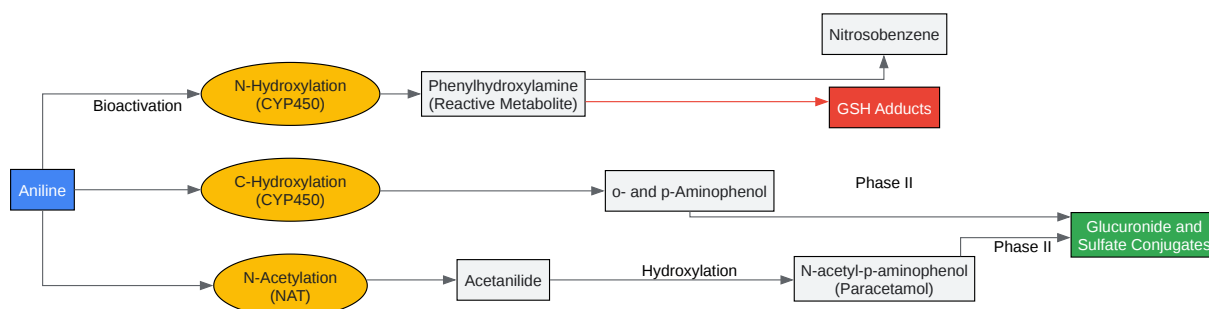 Nitrosobenzene
N-Hydroxylation
(CYP450)
Phenylhydroxylamine
(Reactive Metabolite)
Bioactivation
GSH Adducts
Aniline
C-Hydroxylation
(CYP450)
o- and p-Aminophenol
Phase II
Glucuronide and
Sulfate Conjugates
Phase II
N-Acetylation
(NAT)
Acetanilide
Hydroxylation
N-acetyl-p-aminophenol
(Paracetamol)